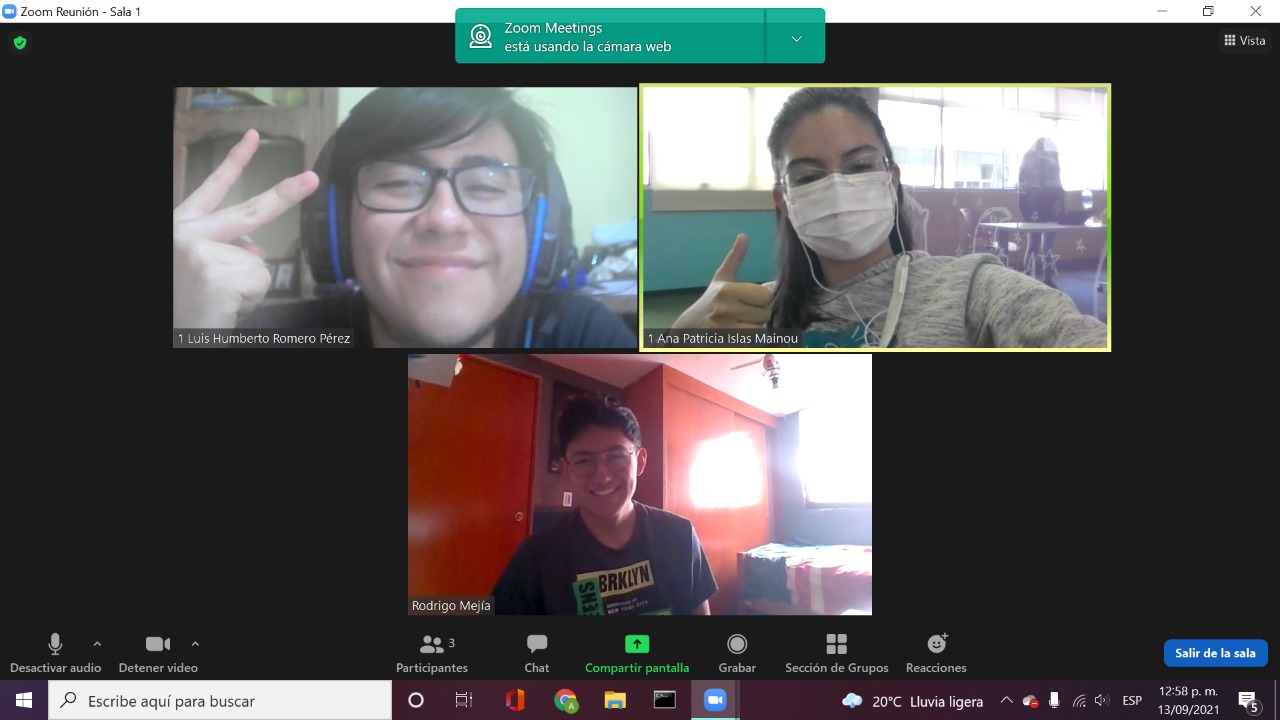 Zoom Reunión - Sala 1
Zoom Meetings
está usando la cámara web
Vista
1 Luis Humberto Romero Pérez
1 Ana Patricia Islas Mainou
BRKLYN
NEW YORK CITY
Rodrigo Mejía
3
Desactivar audio
Detener video
Participantes
Chat
Compartir pantalla
Grabar
Sección de Grupos
Reacciones
Salir de la sala
Escribe aquí para buscar
A
20°C Lluvia ligera
ESP
12:58 p. m.
13/09/2021
5